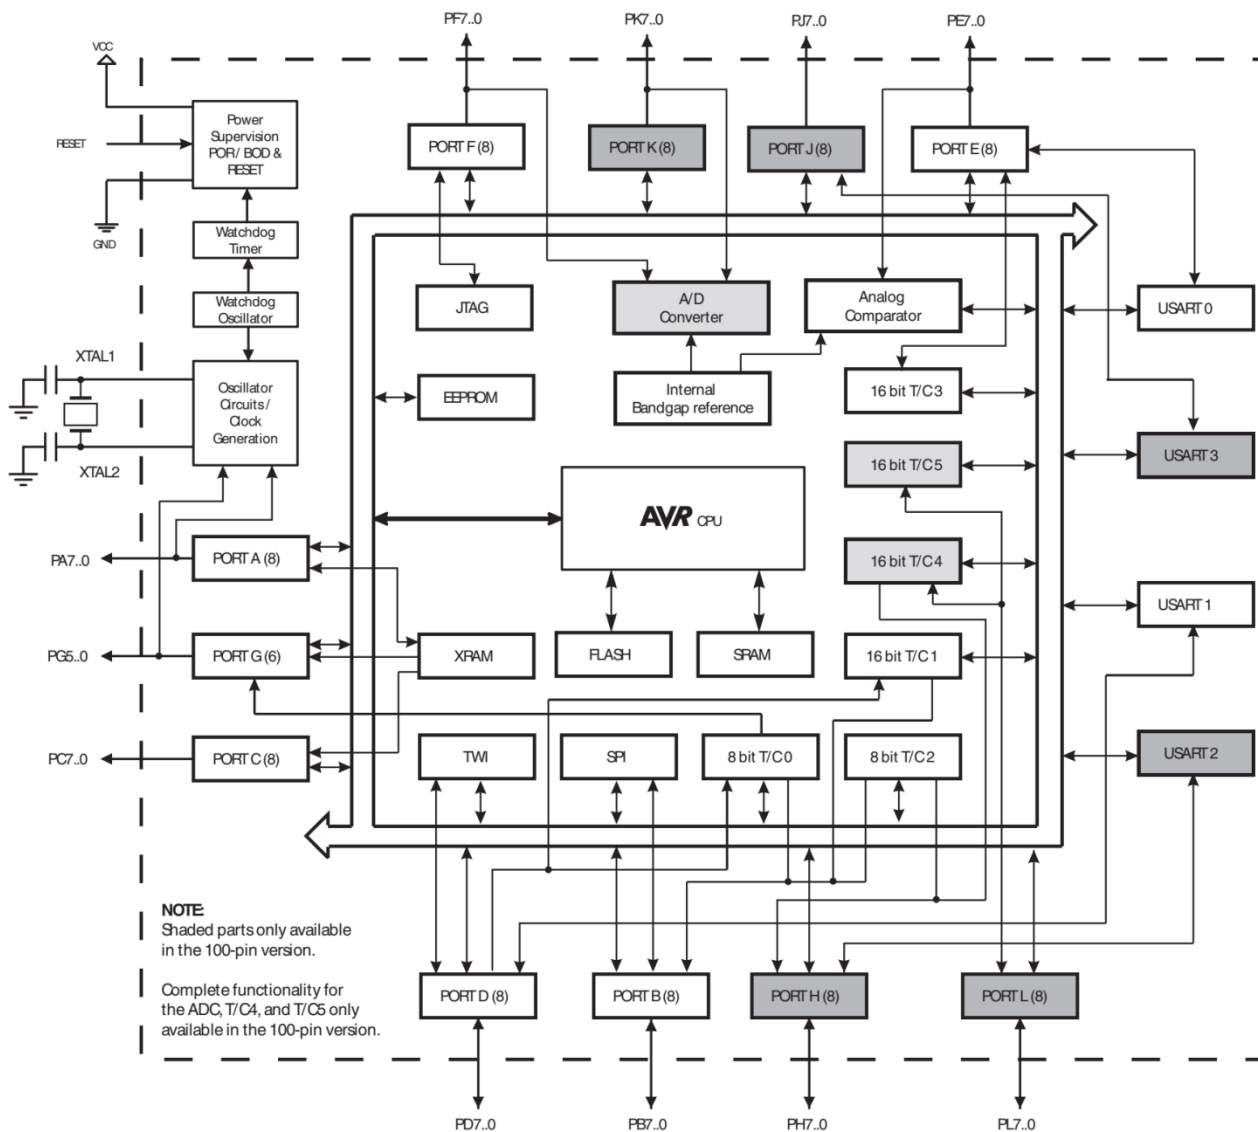 PF7..0
PK7..0
PJ7..0
PE7..0
VCC
RESET
GND
Power
Supervision
POR / BOD &
RESET
PORT F (8)
PORT K (8)
PORT J (8)
PORT E (8)
Watchdog
Timer
Watchdog
Oscillator
JTAG
A/D
Converter
Analog
Comparator
USART 0
XTAL1
Oscillator
Circuits /
Clock
Generation
XTAL2
EEPROM
Internal
Bandgap reference
16 bit T/C3
16 bit T/C5
USART 3
AVR CPU
PA7..0
PORT A (8)
16 bit T/C4
USART 1
PG5..0
PORT G (6)
XRAM
FLASH
SRAM
16 bit T/C1
PC7..0
PORT C (8)
TWI
SPI
8 bit T/C0
8 bit T/C2
USART 2
NOTE:
Shaded parts only available
in the 100-pin version.
Complete functionality for
the ADC, T/C4, and T/C5 only
available in the 100-pin version.
PORT D (8)
PORT B (8)
PORT H (8)
PORT L (8)
PD7..0
PB7..0
PH7..0
PL7..0